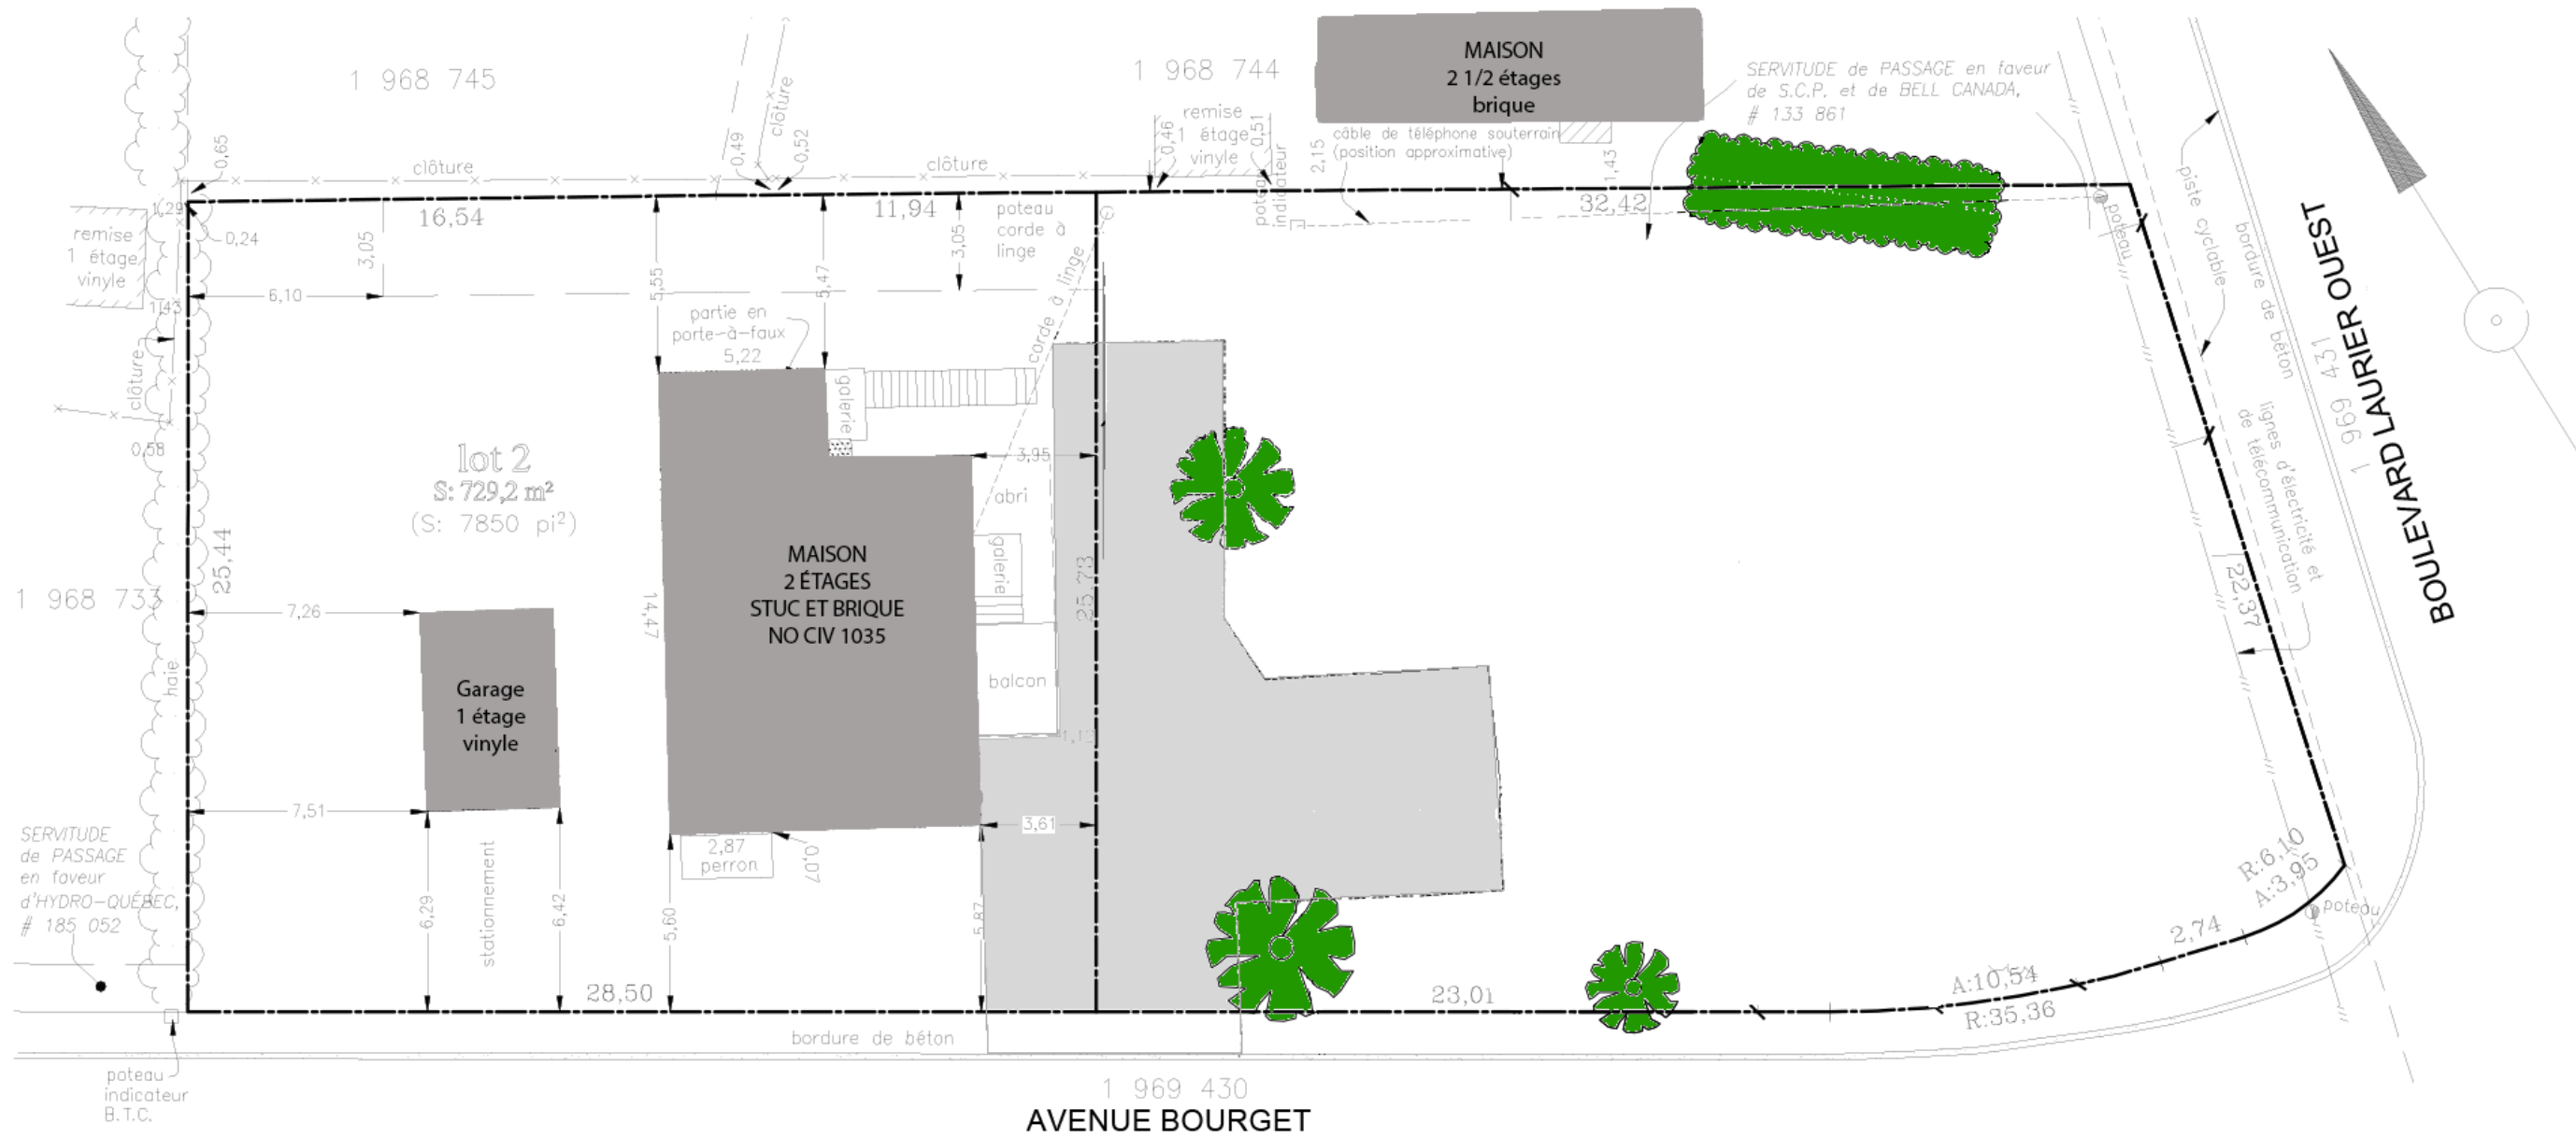 1 968 745
1 968 744
MAISON
2 1/2 étages
brique
SERVITUDE de PASSAGE en faveur
de S.C.P. et de BELL CANADA,
# 133 861
clôture
0,49
0,52
remise
1 étage
vinyle
0,46
0,51
câble de téléphone souterrain
(position approximative)
2,15
1,43
poteau
indicateur
0,65
clôture
clôture
1,29
0,24
remise
1 étage
vinyle
1,43
16,54
11,94
32,42
3,05
6,10
5,55
5,47
3,05
poteau
corde à
linge
corde à linge
partie en
porte-à-faux
5,22
galerie
clôture
0,58
lot 2
S: 729,2 m²
(S: 7850 pi²)
3,95
abri
galerie
balcon
1,13
25,44
25,73
1 968 733
7,26
14,47
MAISON
2 ÉTAGES
STUC ET BRIQUE
NO CIV 1035
haie
Garage
1 étage
vinyle
7,51
3,61
2,87
perron
0,07
SERVITUDE
de PASSAGE
en faveur
d'HYDRO-QUÉBEC,
# 185 052
6,29
stationnement
6,42
5,60
5,87
28,50
23,01
bordure de béton
poteau
indicateur
B.T.C.
1 969 430
AVENUE BOURGET
poteau
piste cyclable
bordure de béton
1 969 431
BOULEVARD LAURIER OUEST
lignes d'électricité et
de télécommunication
22,37
R:6,10
A:3,95
poteau
2,74
A:10,54
R:35,36